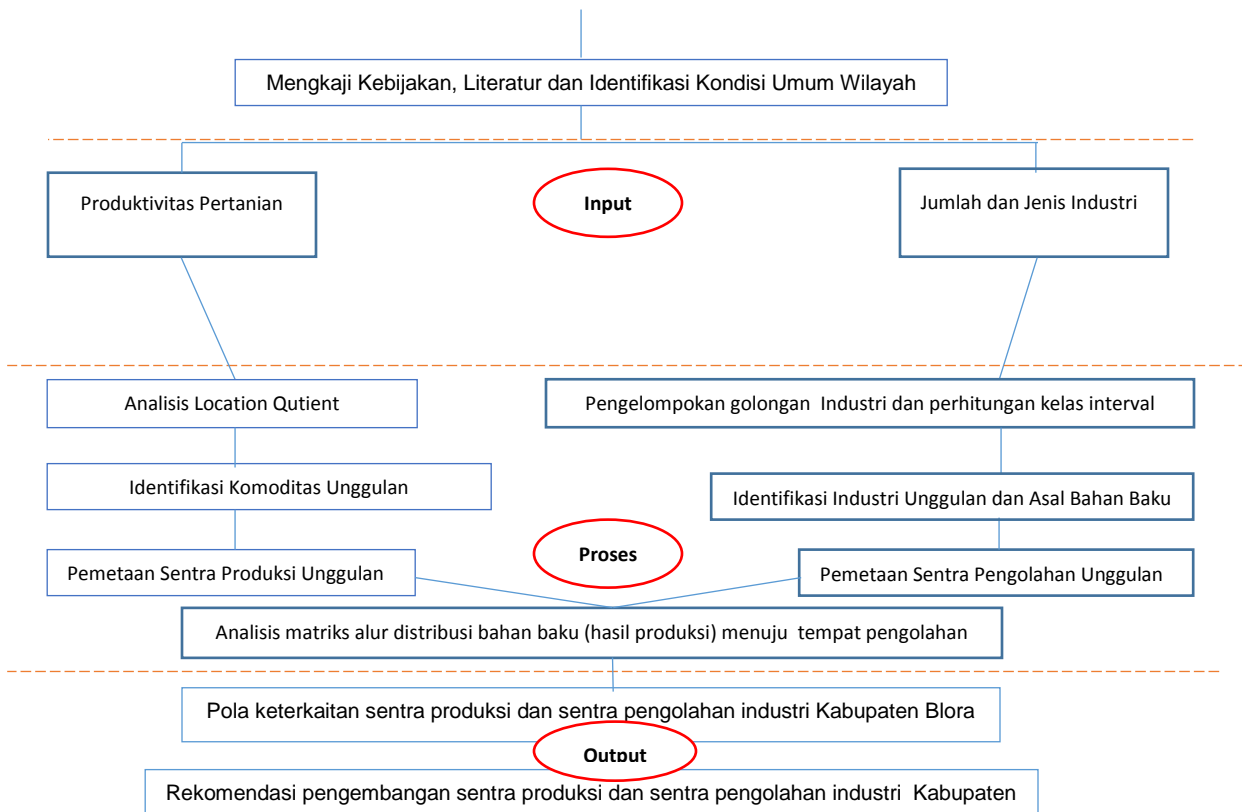 Mengkaji Kebijakan, Literatur dan Identifikasi Kondisi Umum Wilayah
Produktivitas Pertanian
Input
Jumlah dan Jenis Industri
Analisis Location Qutient
Pengelompokan golongan Industri dan perhitungan kelas interval
Identifikasi Komoditas Unggulan
Identifikasi Industri Unggulan dan Asal Bahan Baku
Proses
Pemetaan Sentra Produksi Unggulan
Pemetaan Sentra Pengolahan Unggulan
Analisis matriks alur distribusi bahan baku (hasil produksi) menuju tempat pengolahan
Pola keterkaitan sentra produksi dan sentra pengolahan industri Kabupaten Blora
Output
Rekomendasi pengembangan sentra produksi dan sentra pengolahan industri Kabupaten